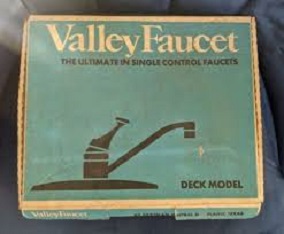 Valley Faucet
THE ULTIMATE IN SINGLE CONTROL FAUCETS
DECK MODEL
Valley Faucet